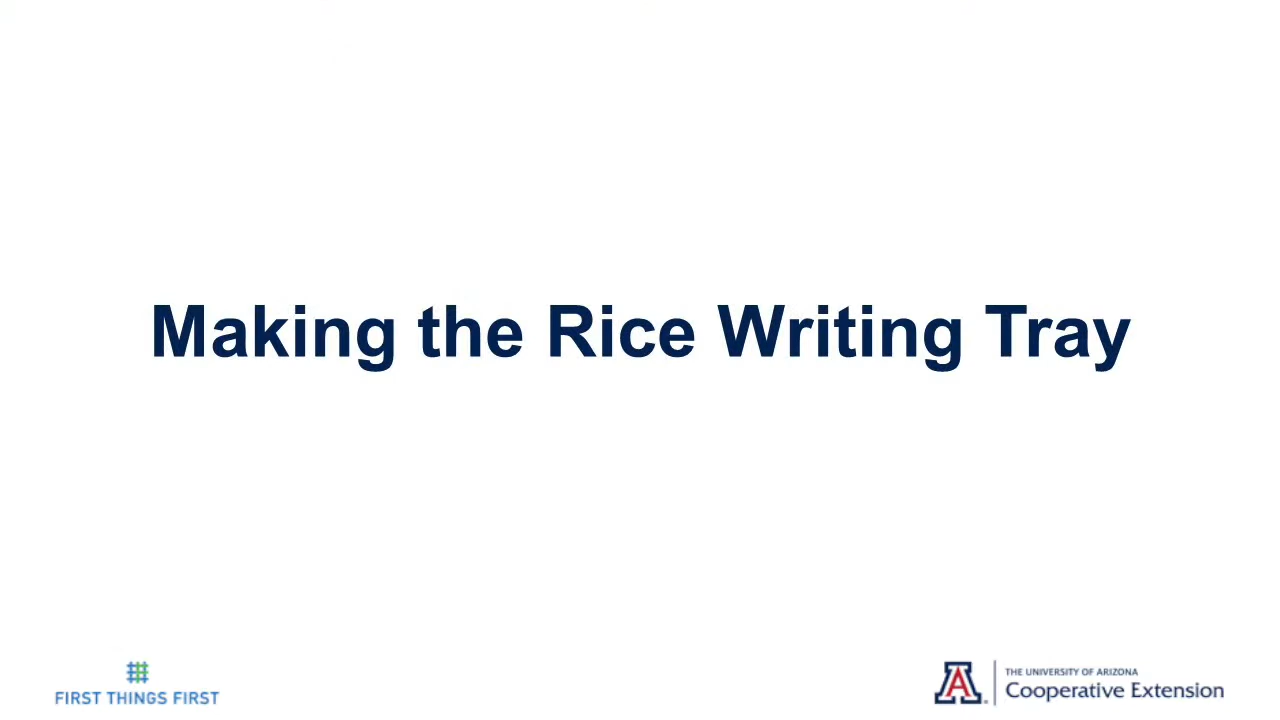 Making the Rice Writing Tray
FIRST THINGS FIRST
THE UNIVERSITY OF ARIZONA
Cooperative Extension